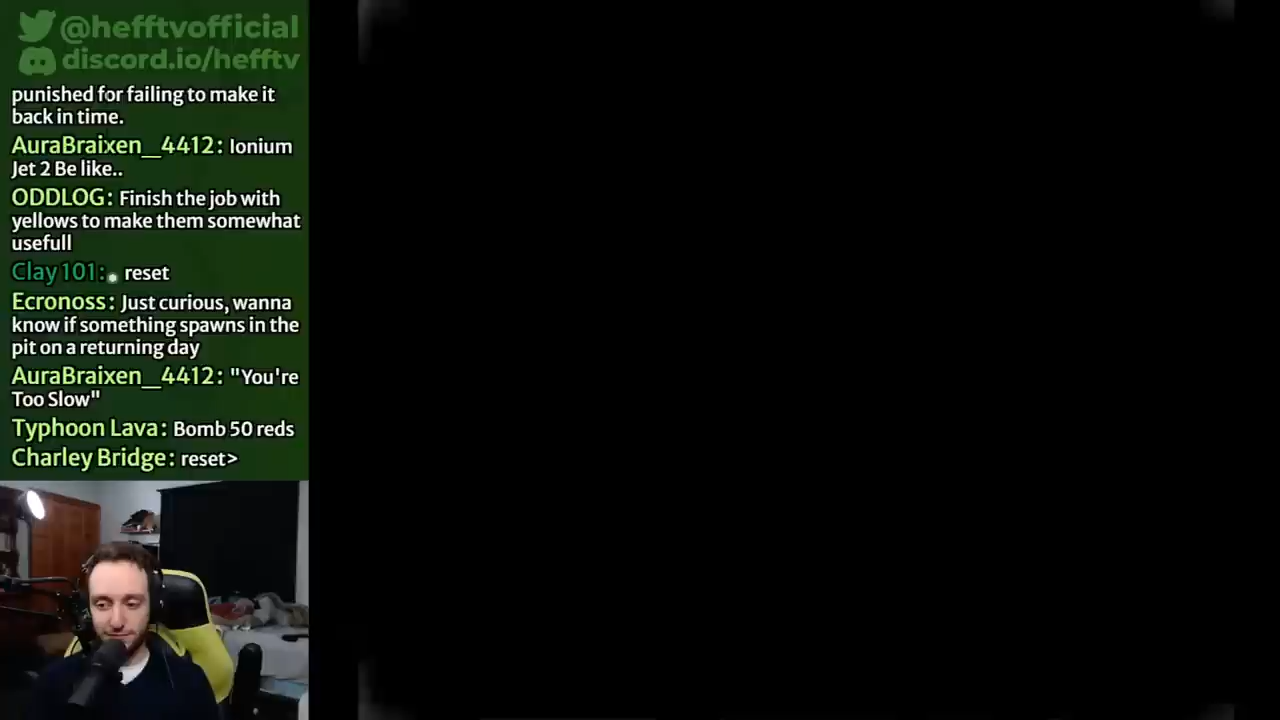 @hefftvofficial
discord.io/hefftv
punished for failing to make it
back in time.
AuraBraixen_4412: Ionium
Jet 2 Be like..
ODDLOG: Finish the job with
yellows to make them somewhat
usefull
Clay 101: reset
Ecronoss: Just curious, wanna
know if something spawns in the
pit on a returning day
AuraBraixen_4412: "You're
Too Slow"
Typhoon Lava: Bomb 50 reds
Charley Bridge: reset>